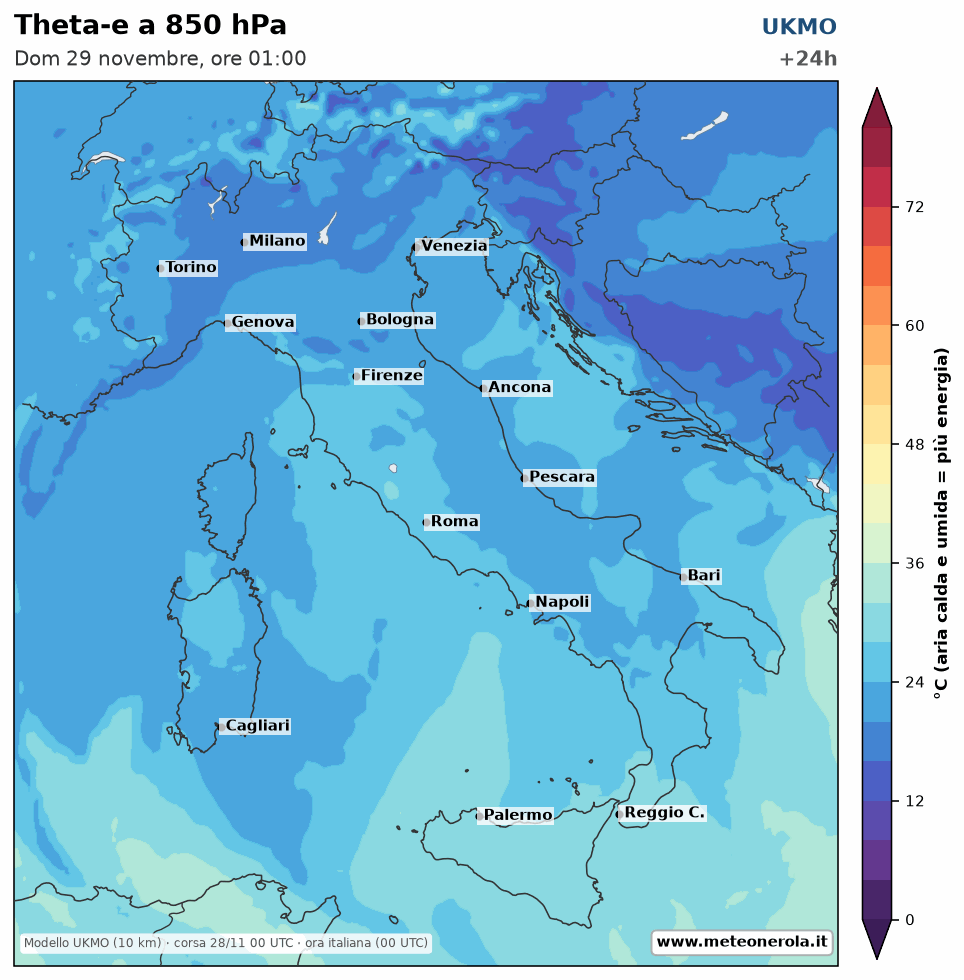 Theta-e a 850 hPa
UKMO
Dom 29 novembre, ore 01:00
+24h
Milano
Venezia
Torino
Genova
Bologna
Firenze
Ancona
Pescara
Roma
Bari
Napoli
Cagliari
Palermo
Reggio C.
72
60
48
36
24
12
0
°C (aria calda e umida = più energia)
Modello UKMO (10 km) · corsa 28/11 00 UTC · ora italiana (00 UTC)
www.meteonerola.it